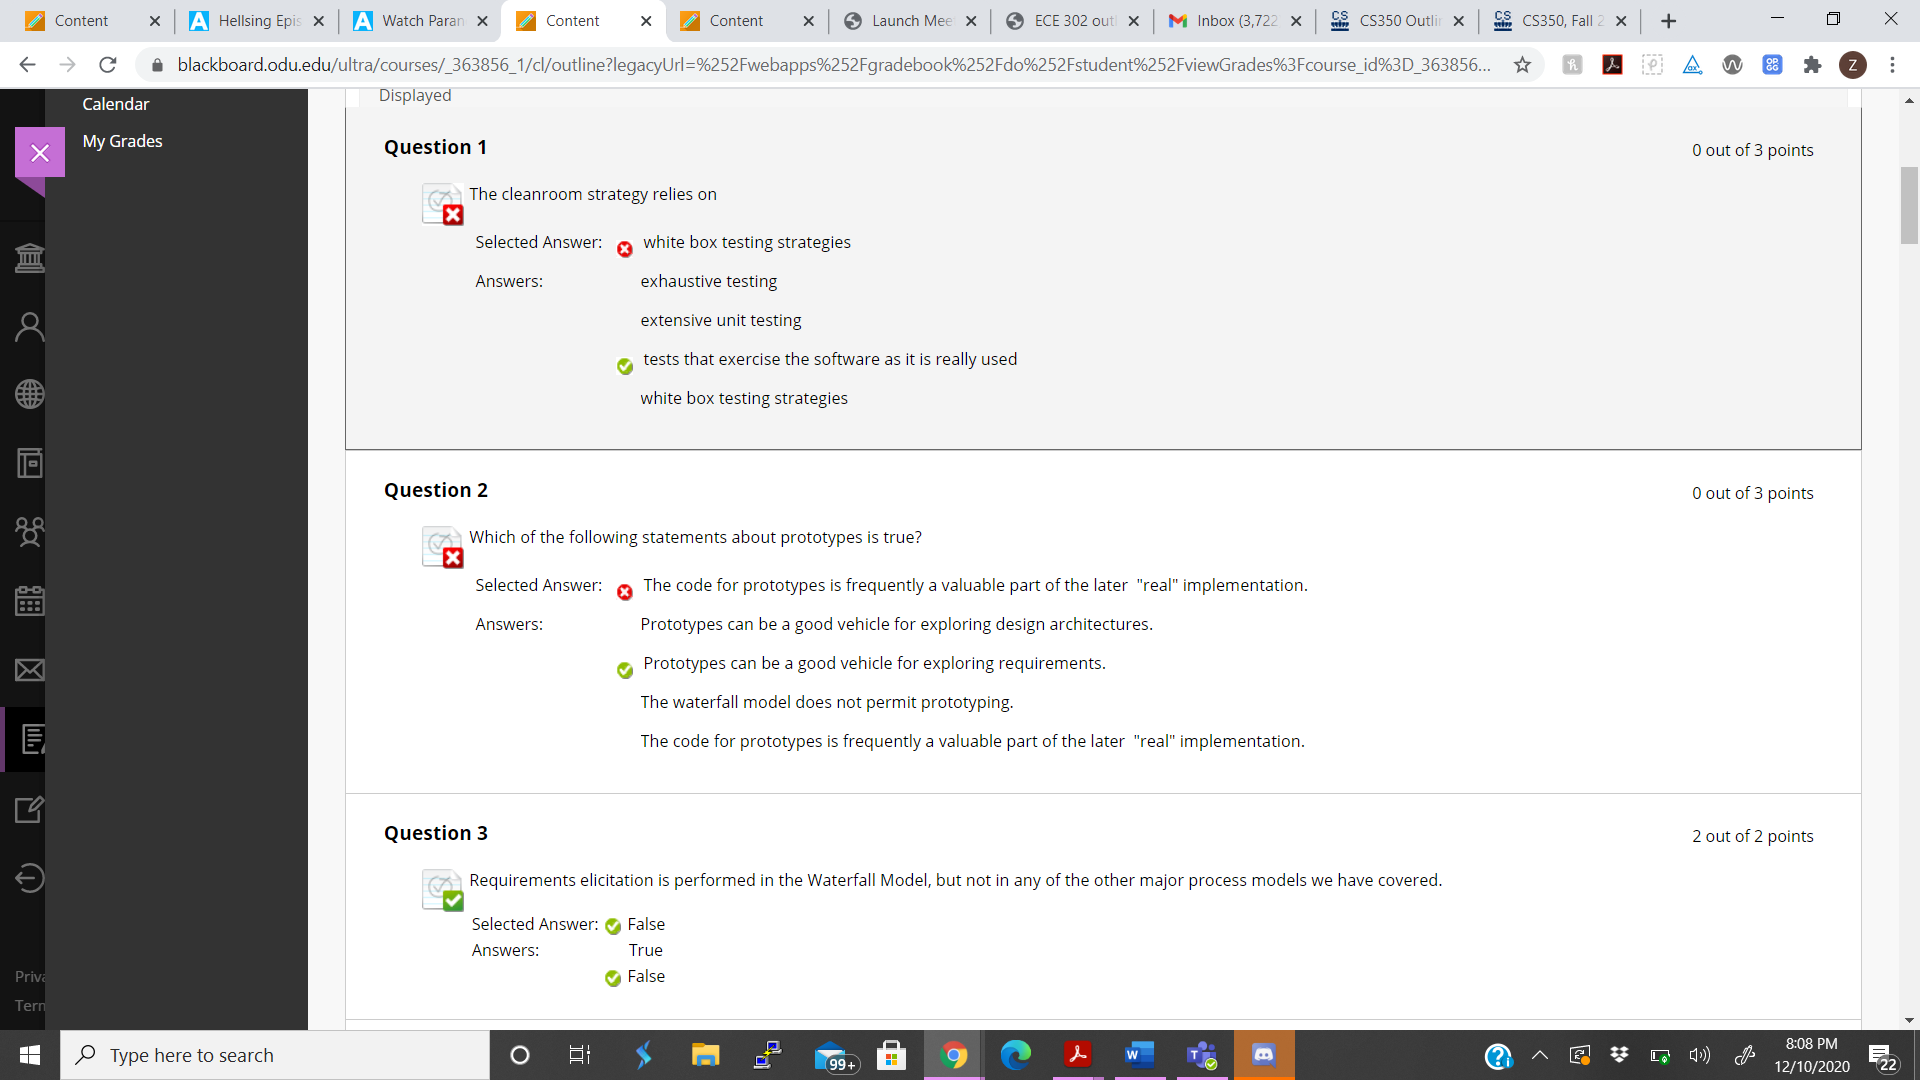 Content
Hellsing Epis
Watch Paran
Content
Content
Launch Mee
ECE 302 outl
Inbox (3,722
CS350 Outlin
CS350, Fall 2
blackboard.odu.edu/ultra/courses/_363856_1/cl/outline?legacyUrl=%252Fwebapps%252Fgradebook%252Fdo%252Fstudent%252FviewGrades%3Fcourse_id%3D_363856...
Z
Calendar
My Grades
Priva
Term
Displayed
Question 1
0 out of 3 points
The cleanroom strategy relies on
Selected Answer: white box testing strategies
Answers: exhaustive testing
extensive unit testing
tests that exercise the software as it is really used
white box testing strategies
Question 2
0 out of 3 points
Which of the following statements about prototypes is true?
Selected Answer: The code for prototypes is frequently a valuable part of the later "real" implementation.
Answers: Prototypes can be a good vehicle for exploring design architectures.
Prototypes can be a good vehicle for exploring requirements.
The waterfall model does not permit prototyping.
The code for prototypes is frequently a valuable part of the later "real" implementation.
Question 3
2 out of 2 points
Requirements elicitation is performed in the Waterfall Model, but not in any of the other major process models we have covered.
Selected Answer: False
Answers: True
False
Type here to search
99+
8:08 PM
12/10/2020
22